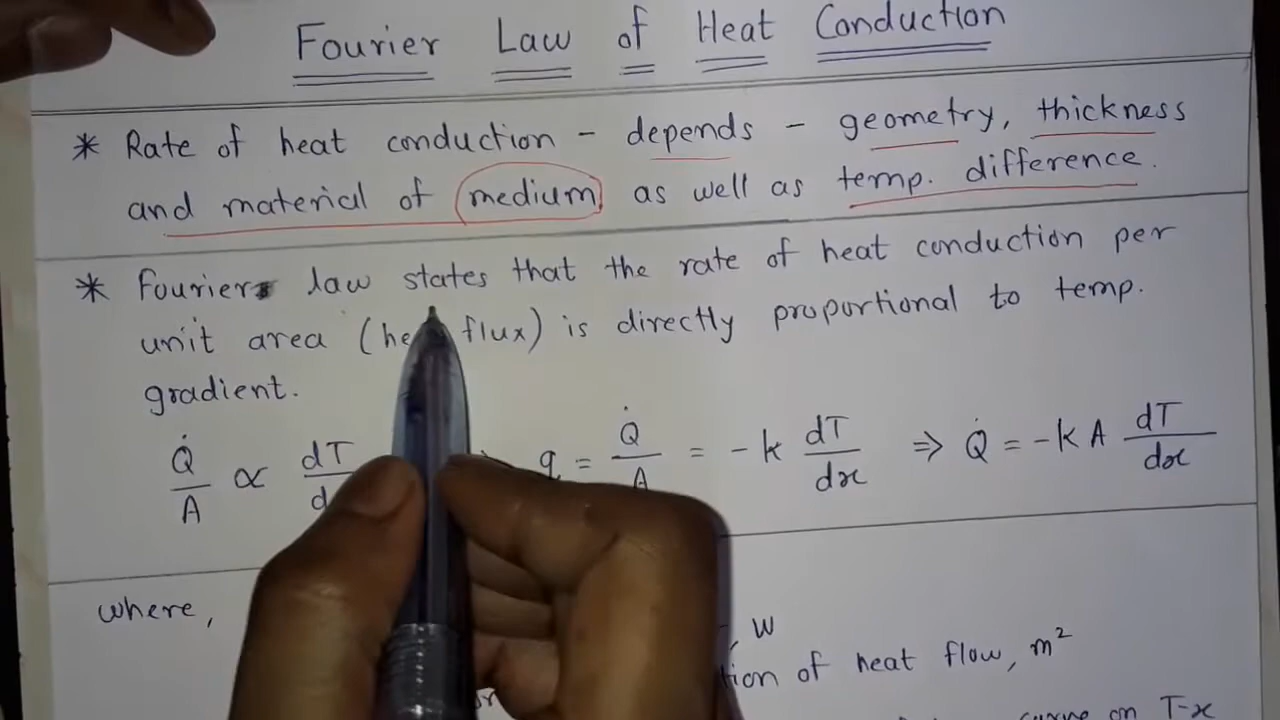 Fourier Law of Heat Conduction
* Rate of heat conduction - depends - geometry, thickness
and material of medium as well as temp. difference.
* Fourier law states that the rate of heat conduction per
unit area (he flux) is directly proportional to temp.
gradient.
Q̇/A ∝ dT/d q = Q̇/A = -k dT/dx ⇒ Q̇ = -kA dT/dx
where,
, W
tion of heat flow, m²
curve on T-x